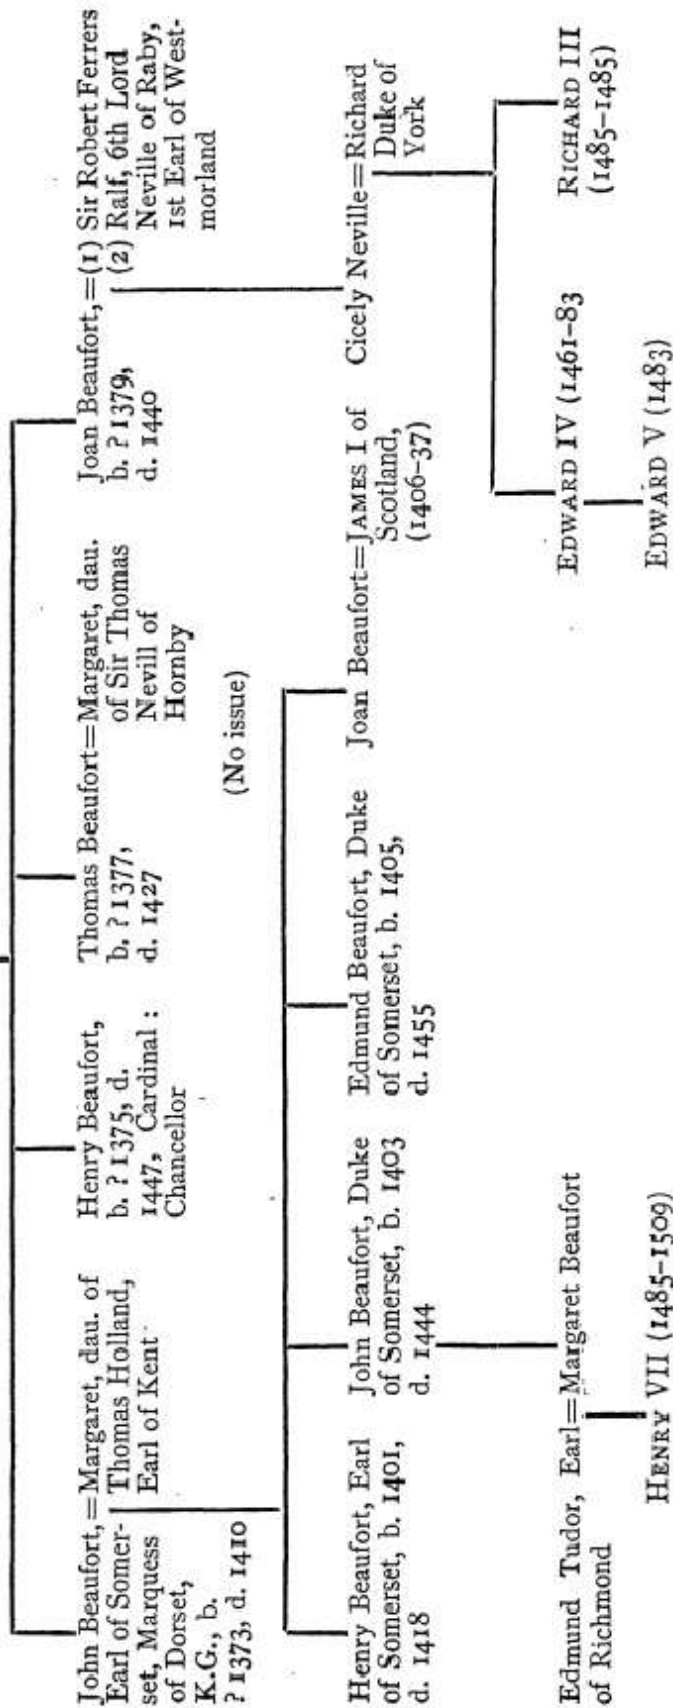 John Beaufort,=Margaret, dau. of
Earl of Somer-
Thomas Holland,
set, Marquess
Earl of Kent
of Dorset,
K.G., b.
? 1373, d. 1410
Henry Beaufort,
b. ? 1375, d.
1447, Cardinal :
Chancellor
Thomas Beaufort=Margaret, dau.
b. ? 1377,
of Sir Thomas
d. 1427
Nevill of
Hornby
(No issue)
Joan Beaufort,=(1) Sir Robert Ferrers
b. ? 1379,
(2) Ralf, 6th Lord
d. 1440
Neville of Raby,
1st Earl of West-
morland
Henry Beaufort, Earl
of Somerset, b. 1401,
d. 1418
John Beaufort, Duke
of Somerset, b. 1403
d. 1444
Edmund Beaufort, Duke
of Somerset, b. 1405,
d. 1455
Joan Beaufort=JAMES I of
Scotland,
(1406-37)
Cicely Neville=Richard
Duke of
York
Edmund Tudor, Earl=Margaret Beaufort
of Richmond
EDWARD IV (1461-83
RICHARD III
(1485-1485)
HENRY VII (1485-1509)
EDWARD V (1483)